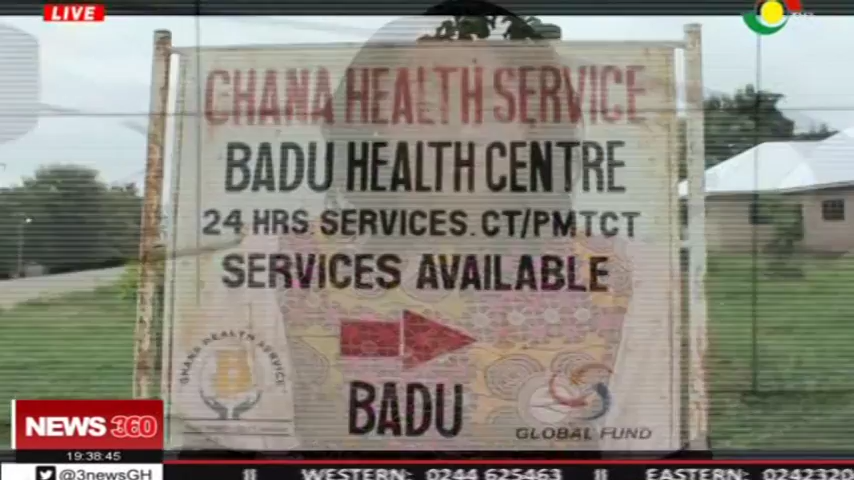 LIVE
GHANA HEALTH SERVICE
BADU HEALTH CENTRE
24 HRS. SERVICES. CT/PMTCT
SERVICES AVAILABLE
GHANA HEALTH SERVICE
BADU
GLOBAL FUND
NEWS 360
19:38:45
@3newsGH
WESTERN: 0244 625463 EASTERN: 0242320